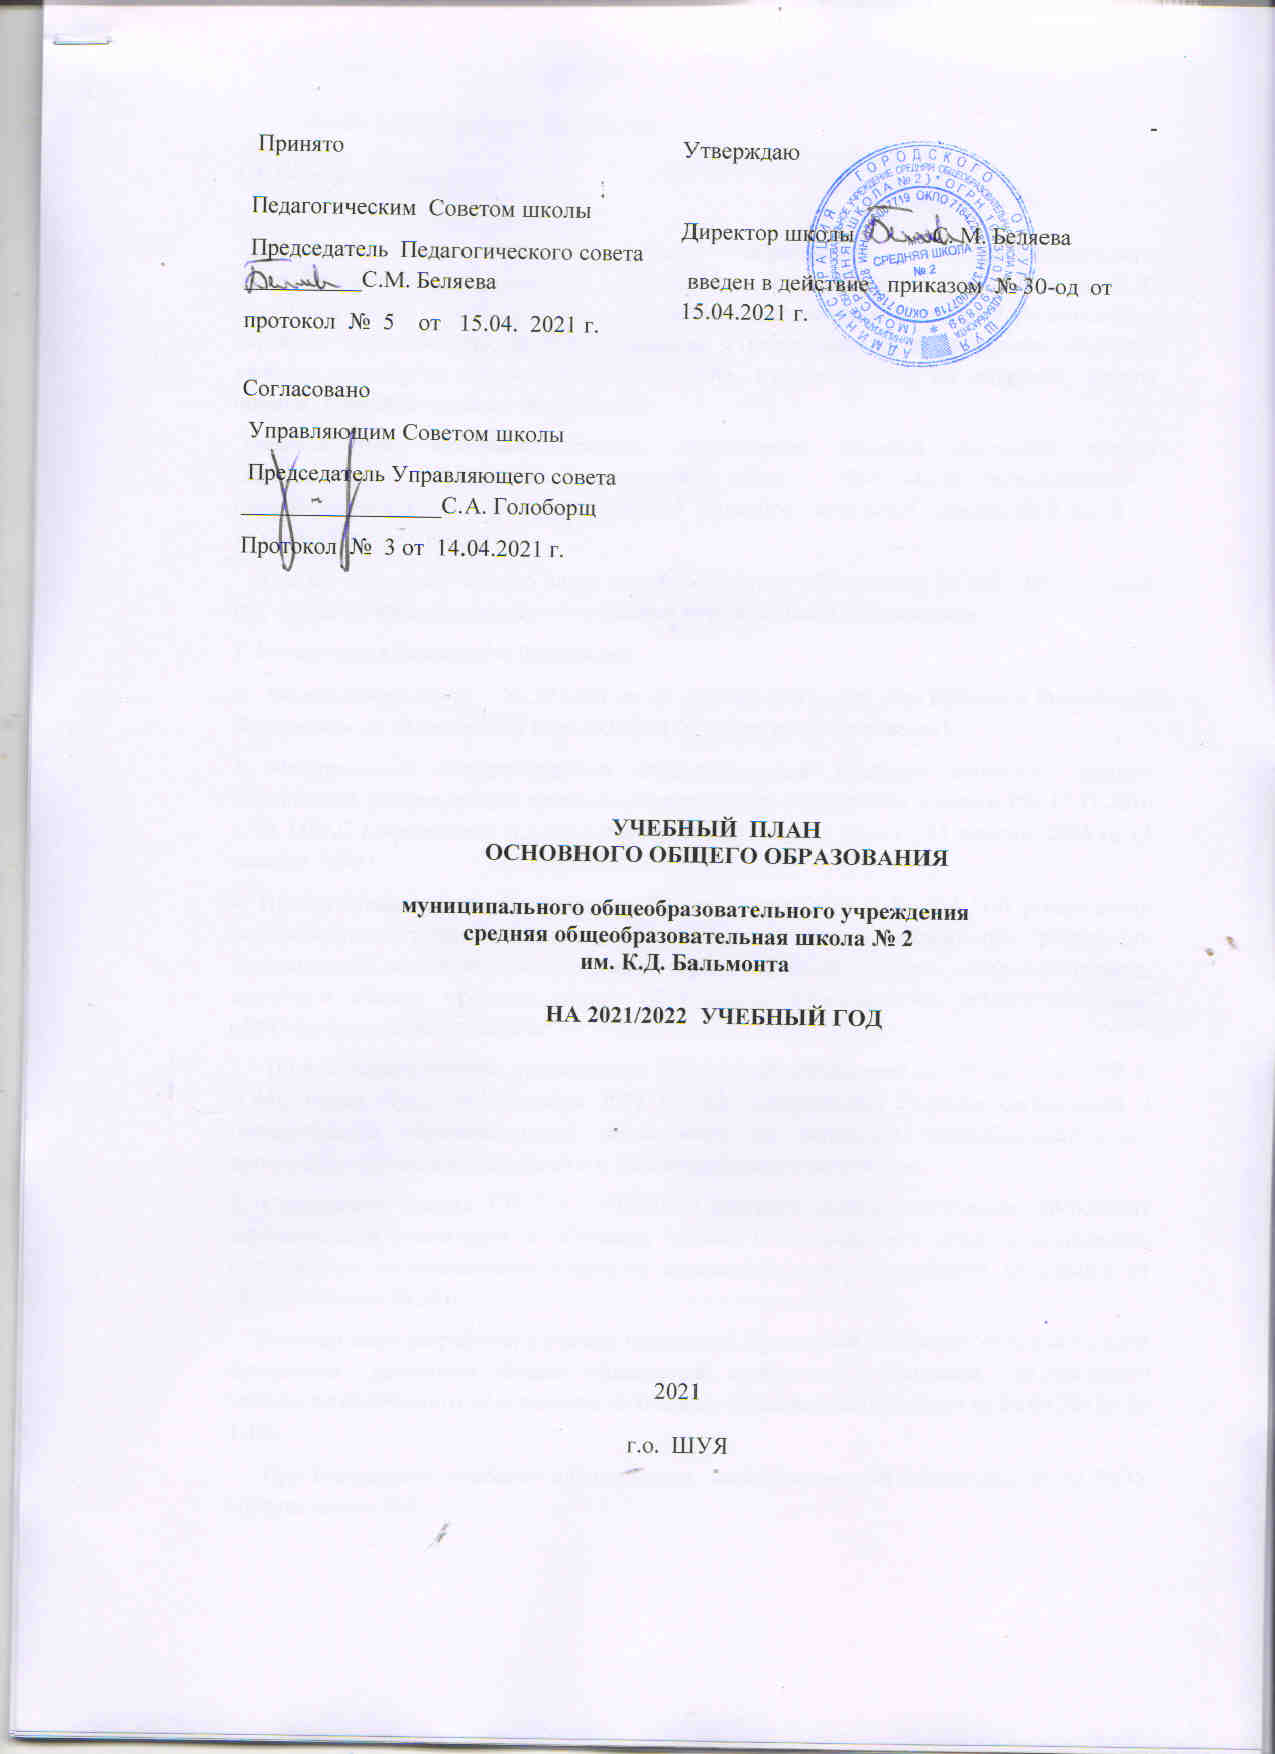 Принято
Педагогическим Советом школы
Председатель Педагогического совета
__________С.М. Беляева
протокол № 5 от 15.04. 2021 г.
Утверждаю
Директор школы С. М. Беляева
введен в действие приказом № 30-од от
15.04.2021 г.
СРЕДНЯЯ ШКОЛА
№ 2
Согласовано
Управляющим Советом школы
Председатель Управляющего совета
_________________С.А. Голоборщ
Протокол № 3 от 14.04.2021 г.
УЧЕБНЫЙ ПЛАН
ОСНОВНОГО ОБЩЕГО ОБРАЗОВАНИЯ
муниципального общеобразовательного учреждения
средняя общеобразовательная школа № 2
им. К.Д. Бальмонта
НА 2021/2022 УЧЕБНЫЙ ГОД
2021
г.о. ШУЯ